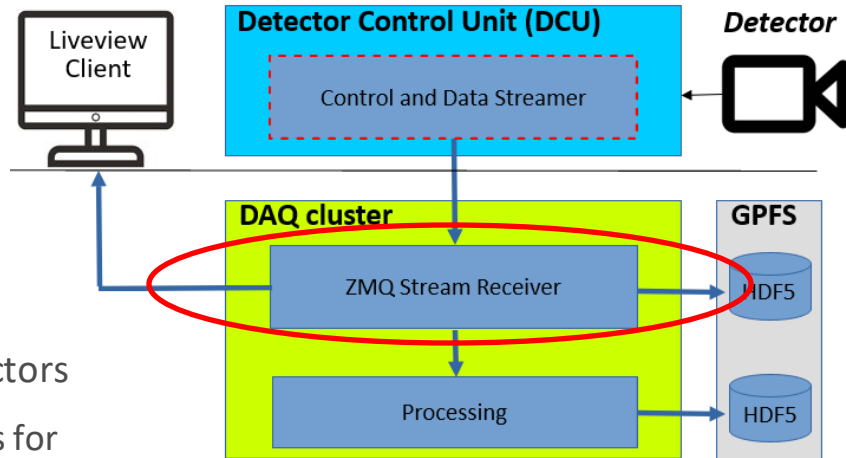 Liveview
Client
Detector Control Unit (DCU)
Detector
Control and Data Streamer
DAQ cluster
GPFS
ZMQ Stream Receiver
HDF5
ctors
Processing
HDF5
s for